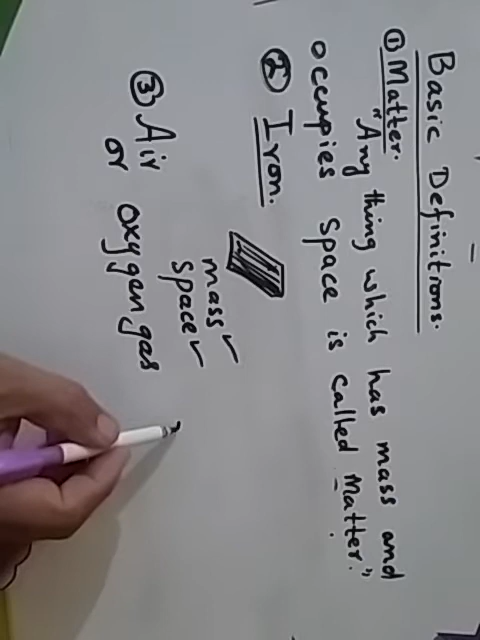 Basic Definitions.
① Matter.
"Any thing which has mass and
occupies space is called Matter."
② Iron.
mass ✓
space ✓
③ Air
or oxygen gas